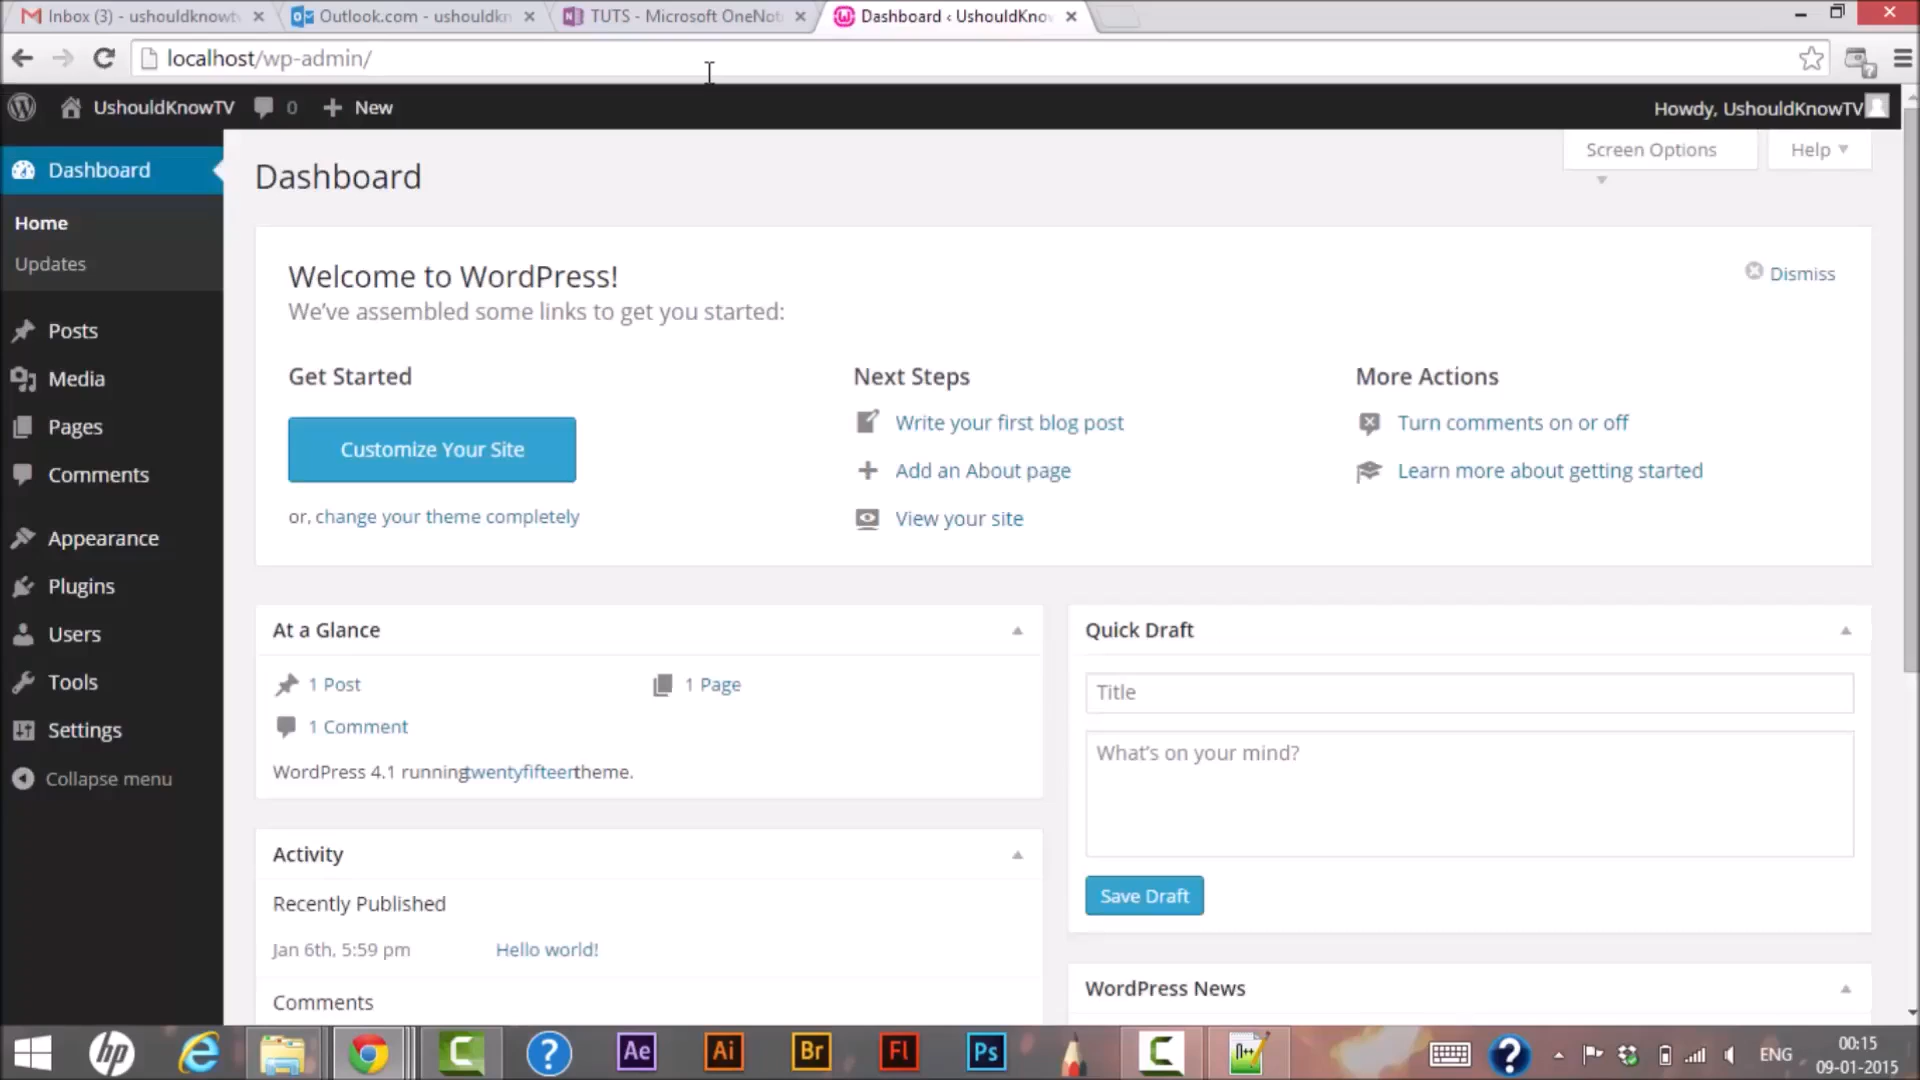 Inbox (3) - ushouldknowtv
Outlook.com - ushouldkn
TUTS - Microsoft OneNot
Dashboard ‹ UshouldKno
localhost/wp-admin/
UshouldKnowTV
0
+ New
Howdy, UshouldKnowTV
Dashboard
Home
Updates
Posts
Media
Pages
Comments
Appearance
Plugins
Users
Tools
Settings
Collapse menu
Dashboard
Screen Options
Help
Welcome to WordPress!
We've assembled some links to get you started:
Dismiss
Get Started
Customize Your Site
or, change your theme completely
Next Steps
Write your first blog post
Add an About page
View your site
More Actions
Turn comments on or off
Learn more about getting started
At a Glance
1 Post
1 Page
1 Comment
WordPress 4.1 running twentyfifteen theme.
Activity
Recently Published
Jan 6th, 5:59 pm
Hello world!
Comments
Quick Draft
Title
What's on your mind?
Save Draft
WordPress News
hp
Ae
Ai
Br
Fl
Ps
ENG
00:15
09-01-2015